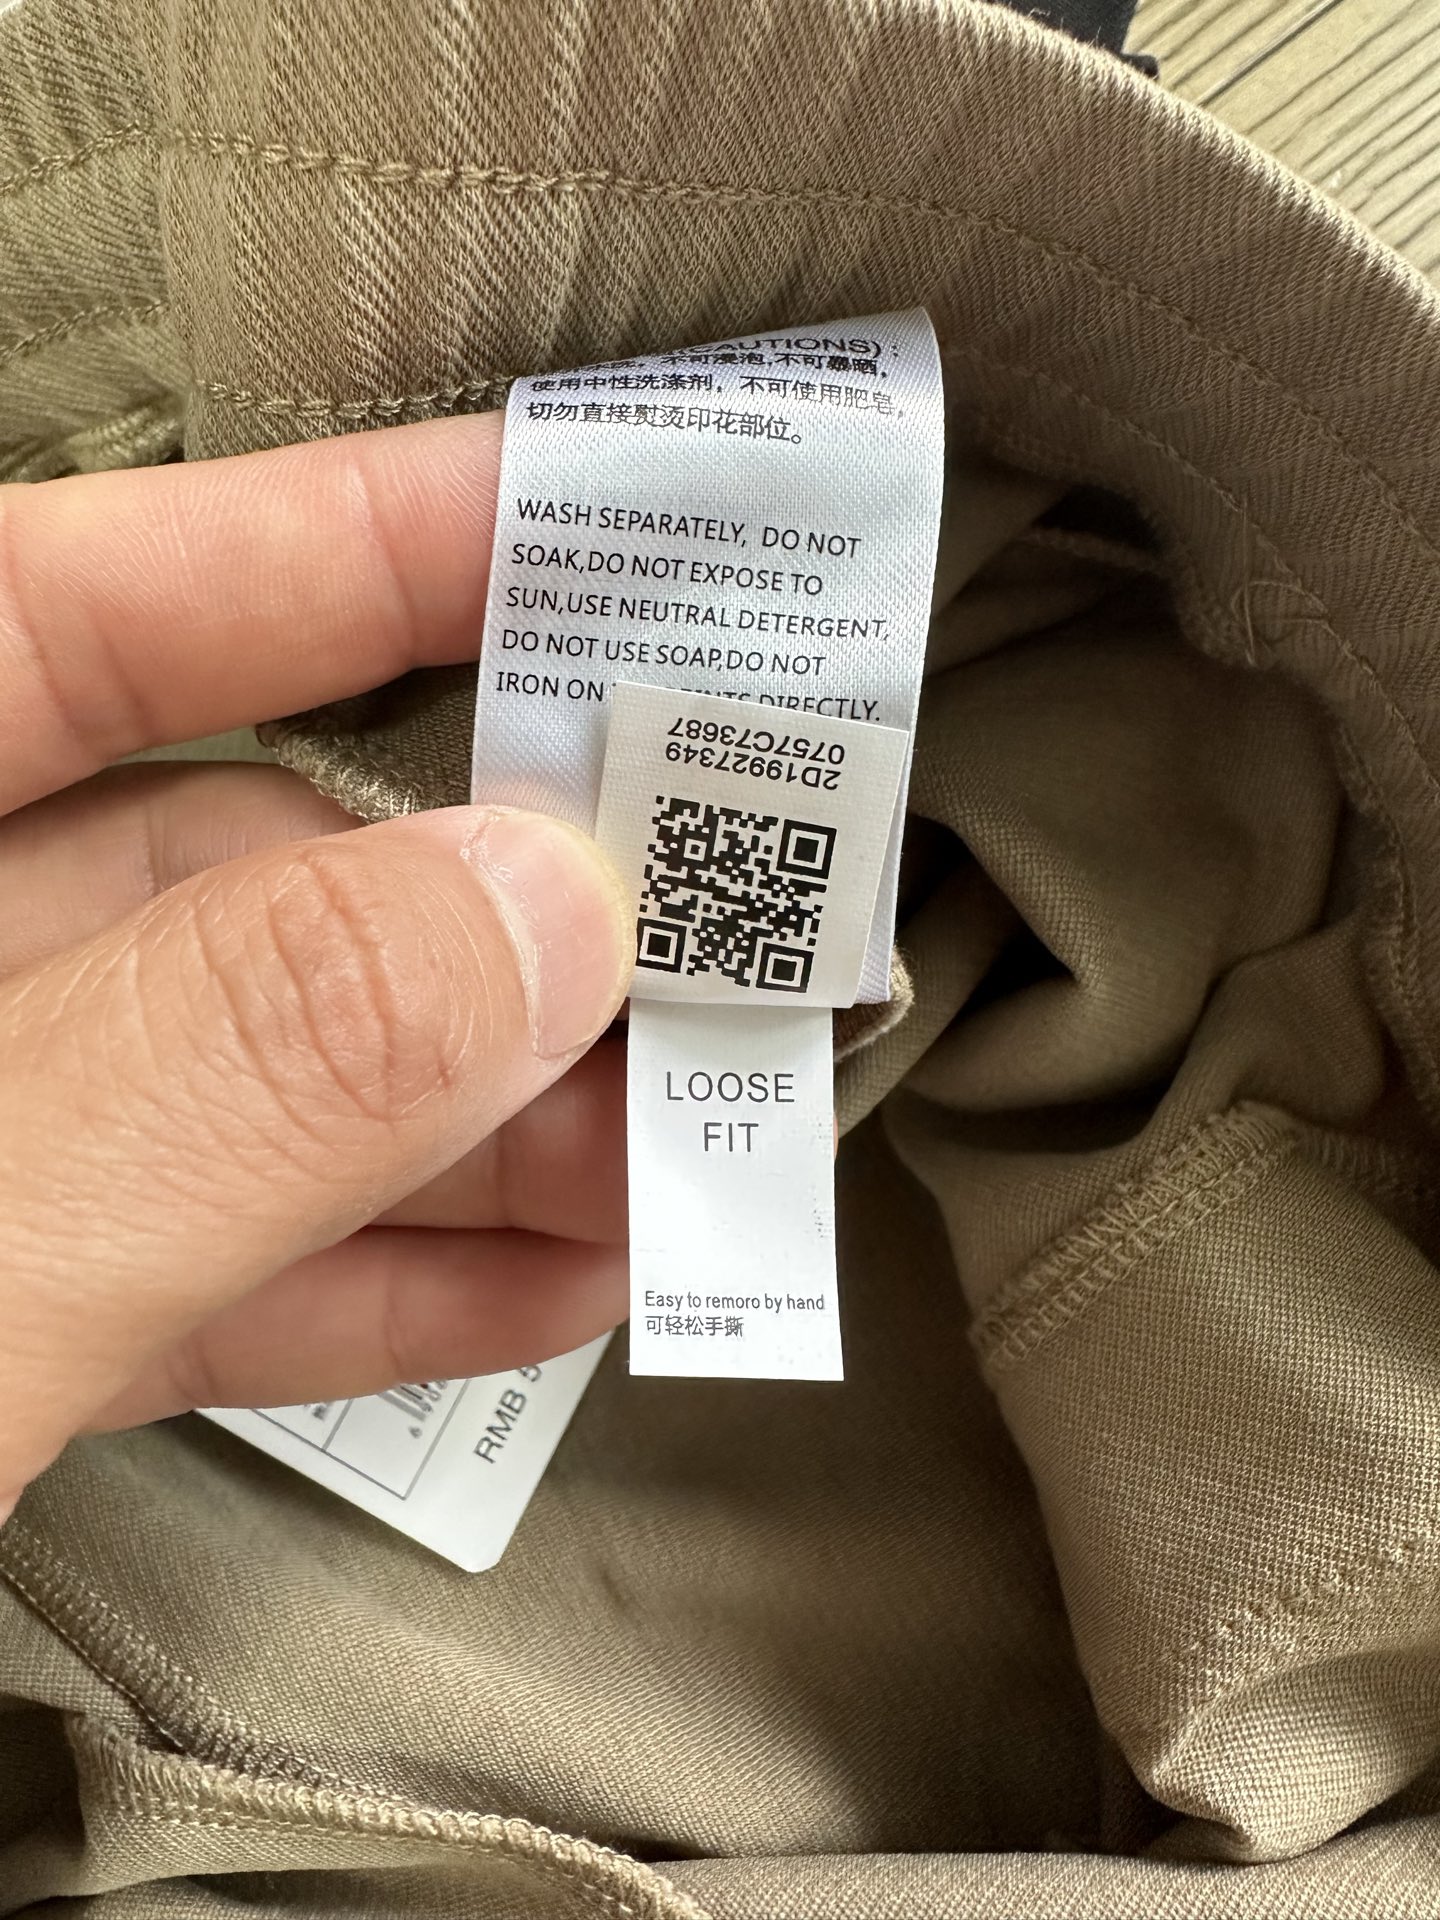 CAUTIONS):
不可浸泡,不可暴晒,
使用中性洗涤剂，不可使用肥皂,
切勿直接熨烫印花部位。
WASH SEPARATELY, DO NOT
SOAK,DO NOT EXPOSE TO
SUN,USE NEUTRAL DETERGENT,
DO NOT USE SOAP,DO NOT
IRON ON DIRECTLY.
0757C73687
2D19927349
LOOSE
FIT
Easy to remoro by hand
可轻松手撕
RMB 5